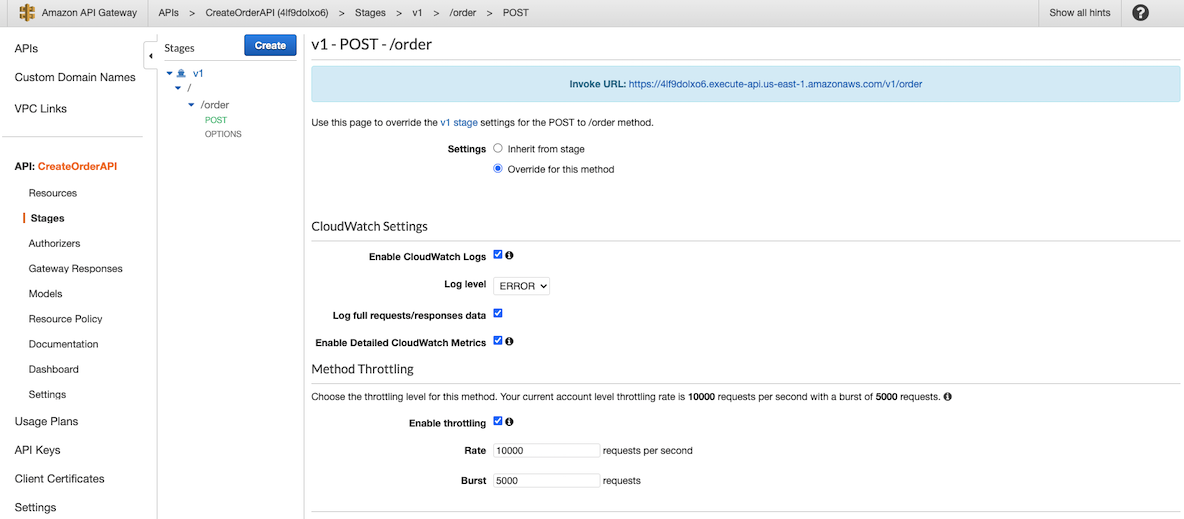 Amazon API Gateway APIs > CreateOrderAPI (4lf9dolxo6) > Stages > v1 > /order > POST Show all hints ?
APIs
Custom Domain Names
VPC Links
API: CreateOrderAPI
Resources
Stages
Authorizers
Gateway Responses
Models
Resource Policy
Documentation
Dashboard
Settings
Usage Plans
API Keys
Client Certificates
Settings
Stages Create
v1
/
/order
POST
OPTIONS
v1 - POST - /order
Invoke URL: https://4lf9dolxo6.execute-api.us-east-1.amazonaws.com/v1/order
Use this page to override the v1 stage settings for the POST to /order method.
Settings Inherit from stage
Override for this method
CloudWatch Settings
Enable CloudWatch Logs
Log level ERROR
Log full requests/responses data
Enable Detailed CloudWatch Metrics
Method Throttling
Choose the throttling level for this method. Your current account level throttling rate is 10000 requests per second with a burst of 5000 requests.
Enable throttling
Rate 10000 requests per second
Burst 5000 requests